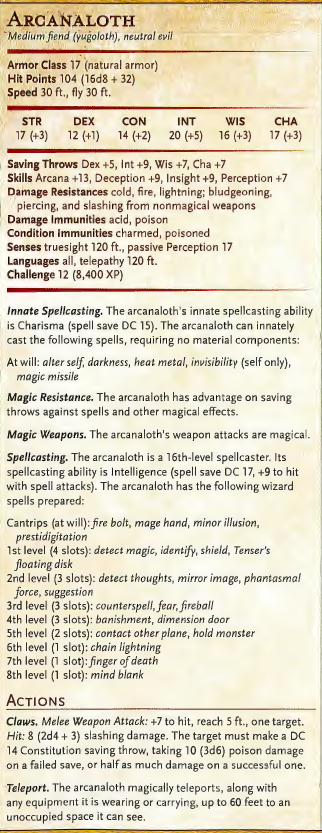 ARCANALOTH
Medium fiend (yugoloth), neutral evil
Armor Class 17 (natural armor)
Hit Points 104 (16d8 + 32)
Speed 30 ft., fly 30 ft.
STR DEX CON INT WIS CHA
17 (+3) 12 (+1) 14 (+2) 20 (+5) 16 (+3) 17 (+3)
Saving Throws Dex +5, Int +9, Wis +7, Cha +7
Skills Arcana +13, Deception +9, Insight +9, Perception +7
Damage Resistances cold, fire, lightning; bludgeoning,
piercing, and slashing from nonmagical weapons
Damage Immunities acid, poison
Condition Immunities charmed, poisoned
Senses truesight 120 ft., passive Perception 17
Languages all, telepathy 120 ft.
Challenge 12 (8,400 XP)
Innate Spellcasting. The arcanaloth's innate spellcasting ability
is Charisma (spell save DC 15). The arcanaloth can innately
cast the following spells, requiring no material components:
At will: alter self, darkness, heat metal, invisibility (self only),
magic missile
Magic Resistance. The arcanaloth has advantage on saving
throws against spells and other magical effects.
Magic Weapons. The arcanaloth's weapon attacks are magical.
Spellcasting. The arcanaloth is a 16th-level spellcaster. Its
spellcasting ability is Intelligence (spell save DC 17, +9 to hit
with spell attacks). The arcanaloth has the following wizard
spells prepared:
Cantrips (at will): fire bolt, mage hand, minor illusion,
prestidigitation
1st level (4 slots): detect magic, identify, shield, Tenser's
floating disk
2nd level (3 slots): detect thoughts, mirror image, phantasmal
force, suggestion
3rd level (3 slots): counterspell, fear, fireball
4th level (3 slots): banishment, dimension door
5th level (2 slots): contact other plane, hold monster
6th level (1 slot): chain lightning
7th level (1 slot): finger of death
8th level (1 slot): mind blank
ACTIONS
Claws. Melee Weapon Attack: +7 to hit, reach 5 ft., one target.
Hit: 8 (2d4 + 3) slashing damage. The target must make a DC
14 Constitution saving throw, taking 10 (3d6) poison damage
on a failed save, or half as much damage on a successful one.
Teleport. The arcanaloth magically teleports, along with
any equipment it is wearing or carrying, up to 60 feet to an
unoccupied space it can see.